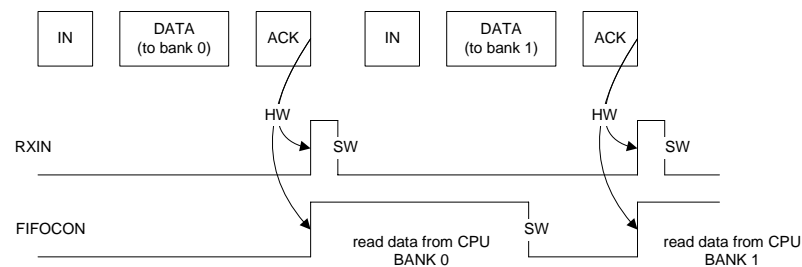 IN
DATA
(to bank 0)
ACK
IN
DATA
(to bank 1)
ACK
HW
HW
RXIN
SW
SW
FIFOCON
SW
read data from CPU
BANK 0
read data from CPU
BANK 1